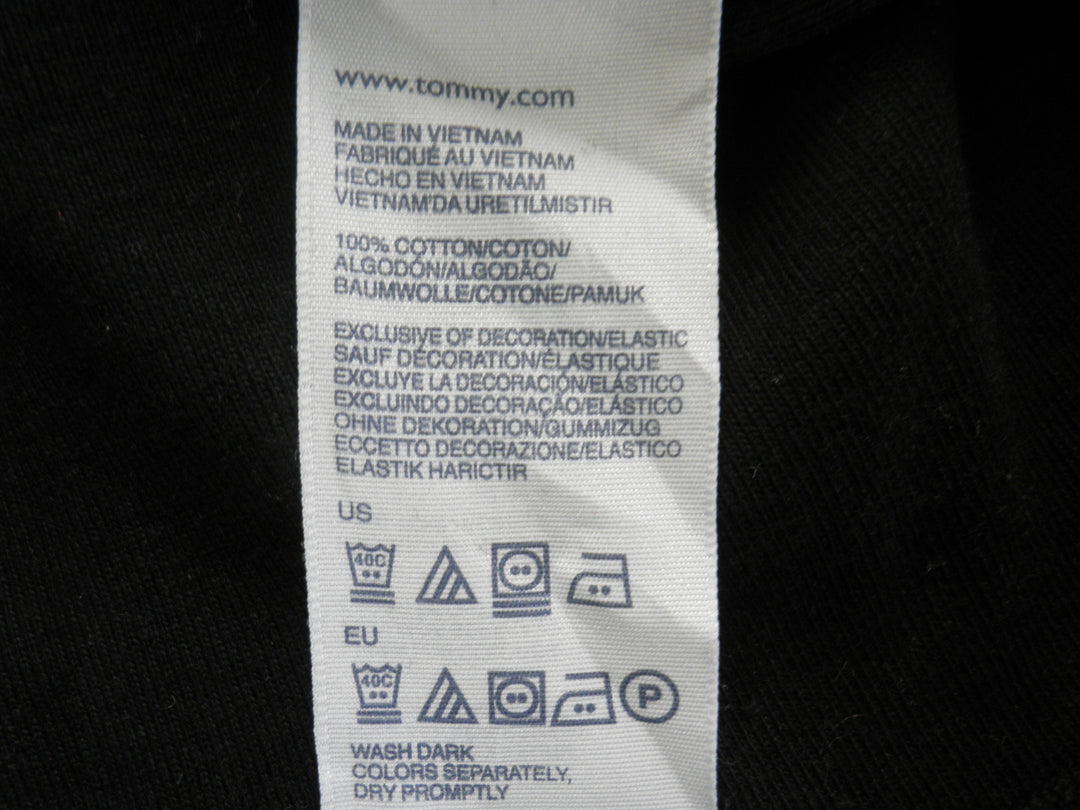 www.tommy.com
MADE IN VIETNAM
FABRIQUÉ AU VIETNAM
HECHO EN VIETNAM
VIETNAM'DA URETILMISTIR
100% COTTON/COTON/
ALGODÓN/ALGODÃO/
BAUMWOLLE/COTONE/PAMUK
EXCLUSIVE OF DECORATION/ELASTIC
SAUF DÉCORATION/ÉLASTIQUE
EXCLUYE LA DECORACIÓN/ELÁSTICO
EXCLUINDO DECORAÇÃO/ELÁSTICO
OHNE DEKORATION/GUMMIZUG
ECCETTO DECORAZIONE/ELASTICO
ELASTIK HARICTIR
US
40C
EU
40C P
WASH DARK
COLORS SEPARATELY,
DRY PROMPTLY